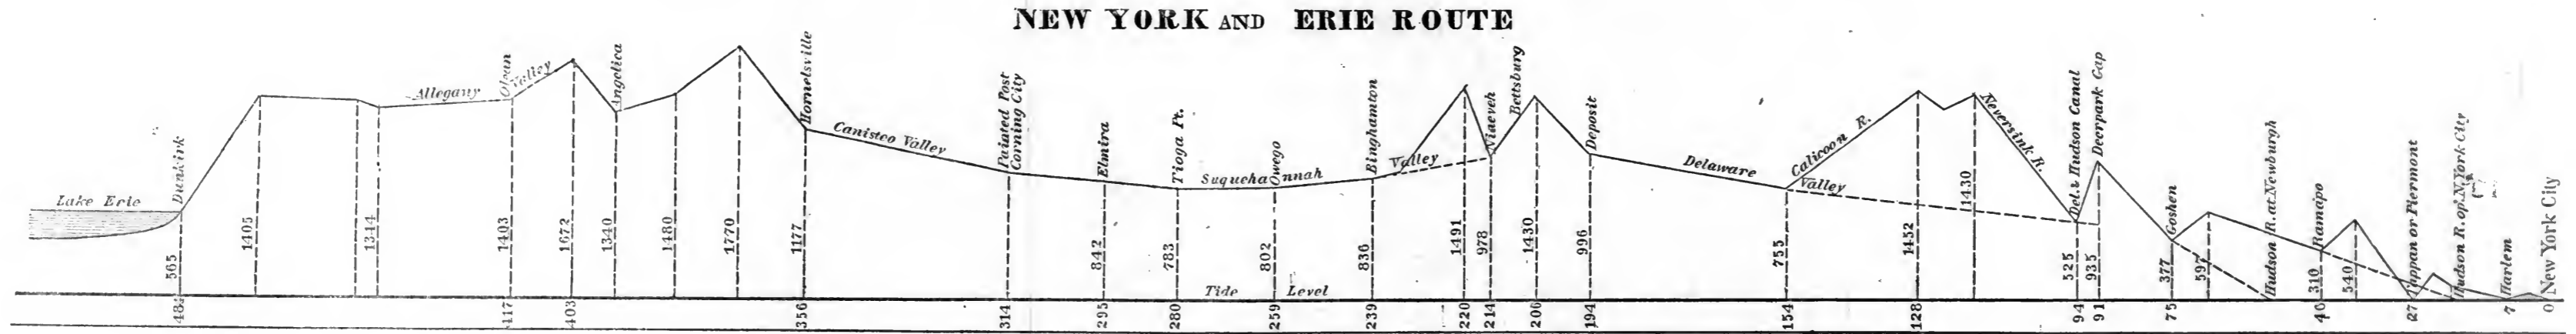 NEW YORK AND ERIE ROUTE
Lake Erie
Dunkirk
Allegany
Olean
Valley
Angelica
Hornelsville
Canisteo Valley
Painted Post
Corning City
Elmira
Tioga Pt.
Suqueha
Owego
nnah
Binghamton
Valley
Niaeveh
Bettsburg
Deposit
Delaware
Calicoon R.
Valley
Neversink R.
Del. & Hudson Canal
Deerpark Gap
Goshen
Hudson R. at Newburgh
Ramapo
Tappan or Piermont
Hudson R. op. N. York City
Harlem
New York City
565
1405
1344
1403
1672
1340
1480
1770
1177
842
783
802
836
1491
978
1430
996
755
1452
1430
525
935
377
597
310
540
Tide Level
484
417
403
356
314
295
280
259
239
220
214
206
194
154
128
94
91
75
40
27
7
0